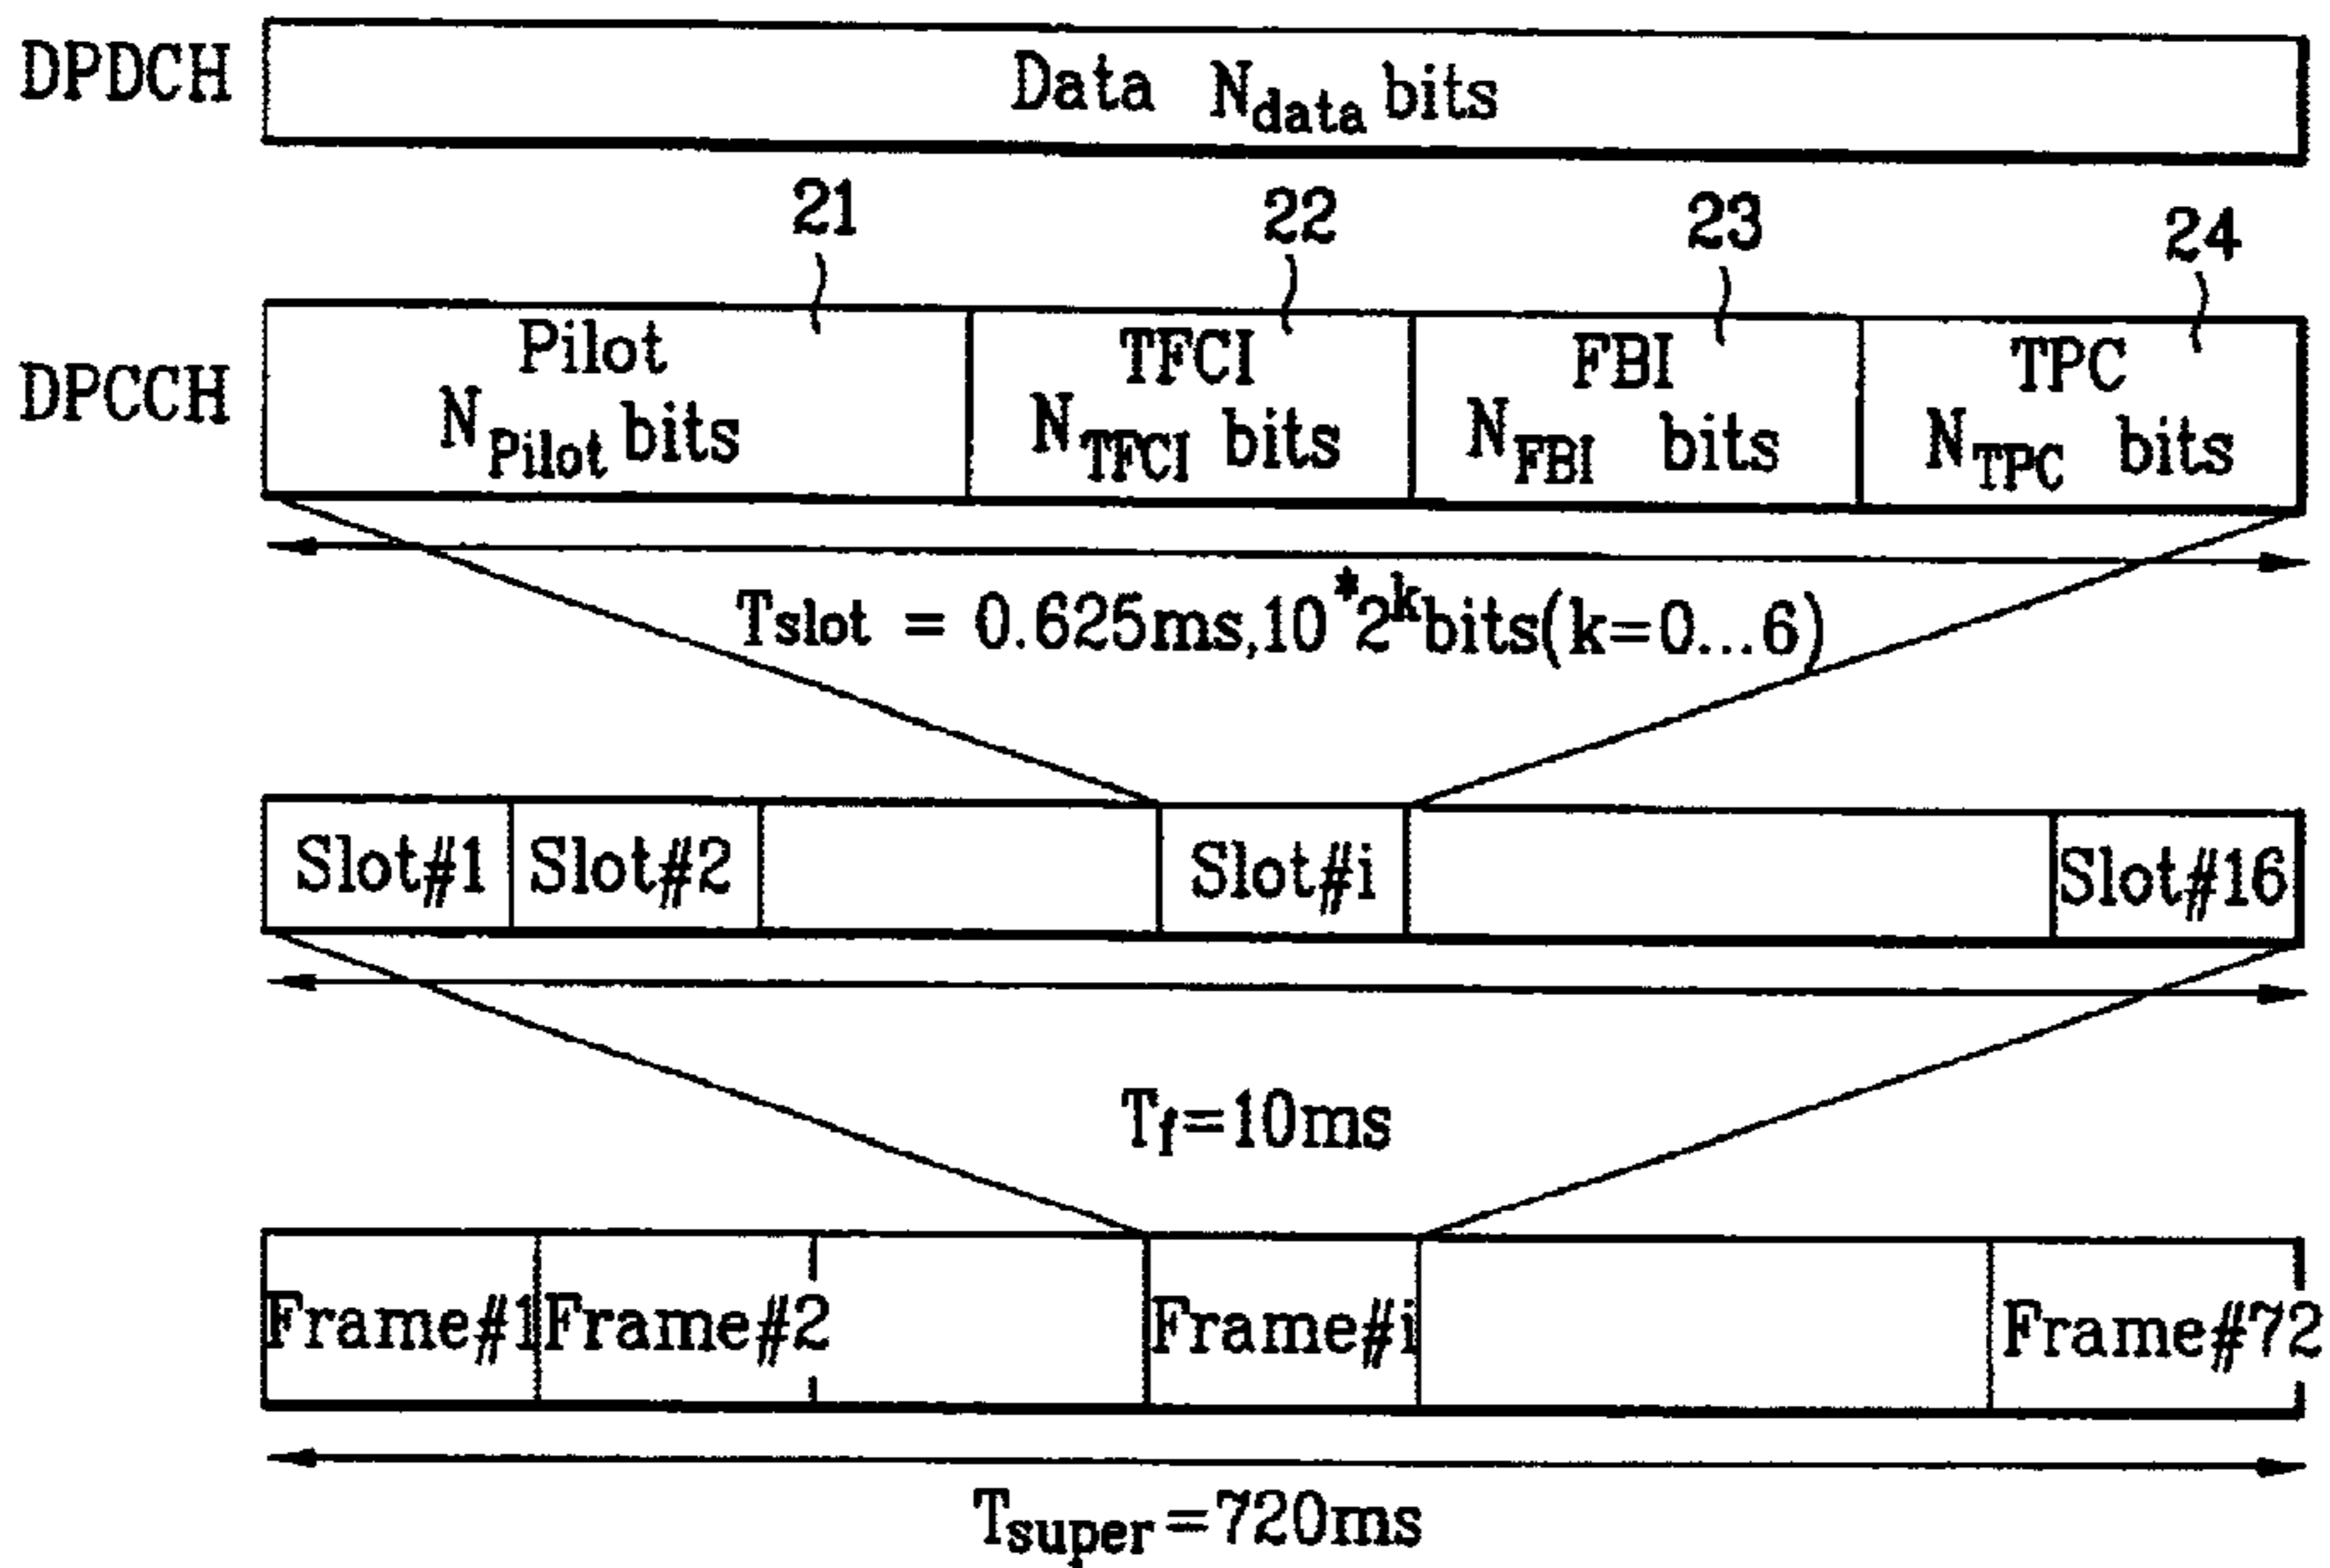 DPDCH
Data N_data bits
21 22 23 24
DPCCH
Pilot
N_Pilot bits
TFCI
N_TFCI bits
FBI
N_FBI bits
TPC
N_TPC bits
Tslot = 0.625ms,10*2^k bits(k=0...6)
Slot#1 Slot#2 Slot#i Slot#16
T_f=10ms
Frame#1 Frame#2 Frame#i Frame#72
T_super=720ms